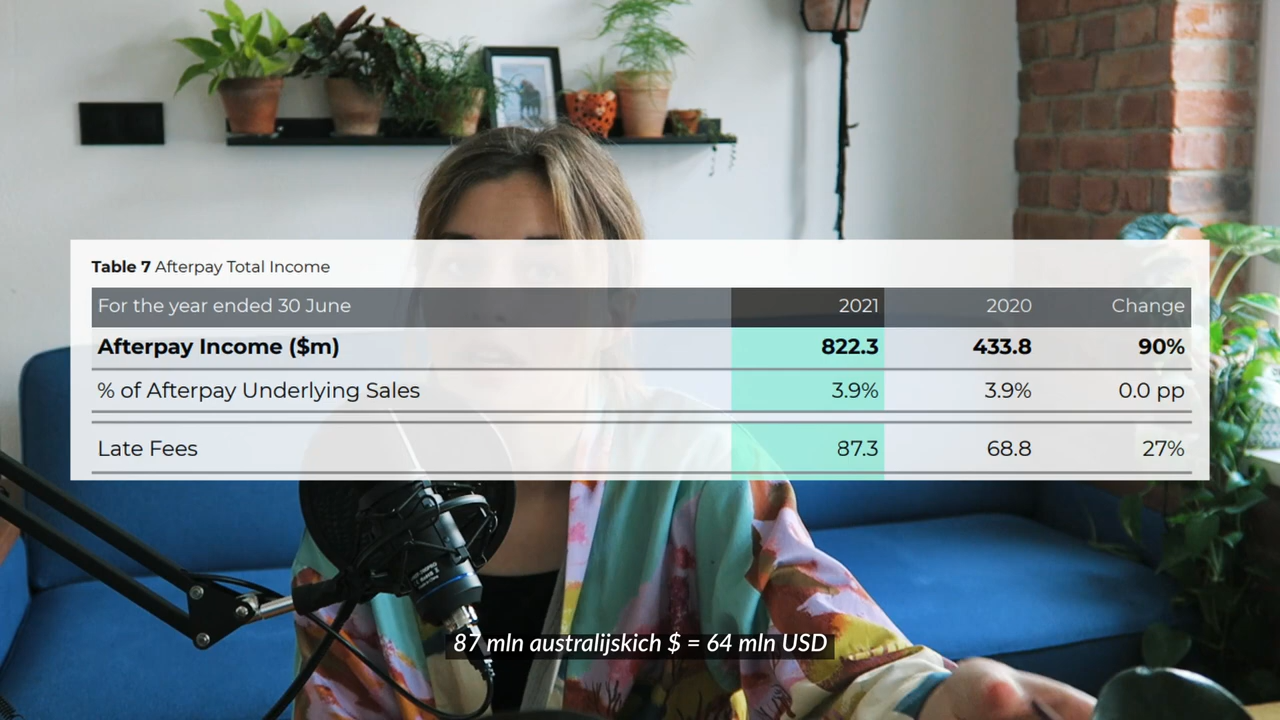 Table 7 Afterpay Total Income
For the year ended 30 June 2021 2020 Change
Afterpay Income ($m) 822.3 433.8 90%
% of Afterpay Underlying Sales 3.9% 3.9% 0.0 pp
Late Fees 87.3 68.8 27%
87 mln australijskich $ = 64 mln USD